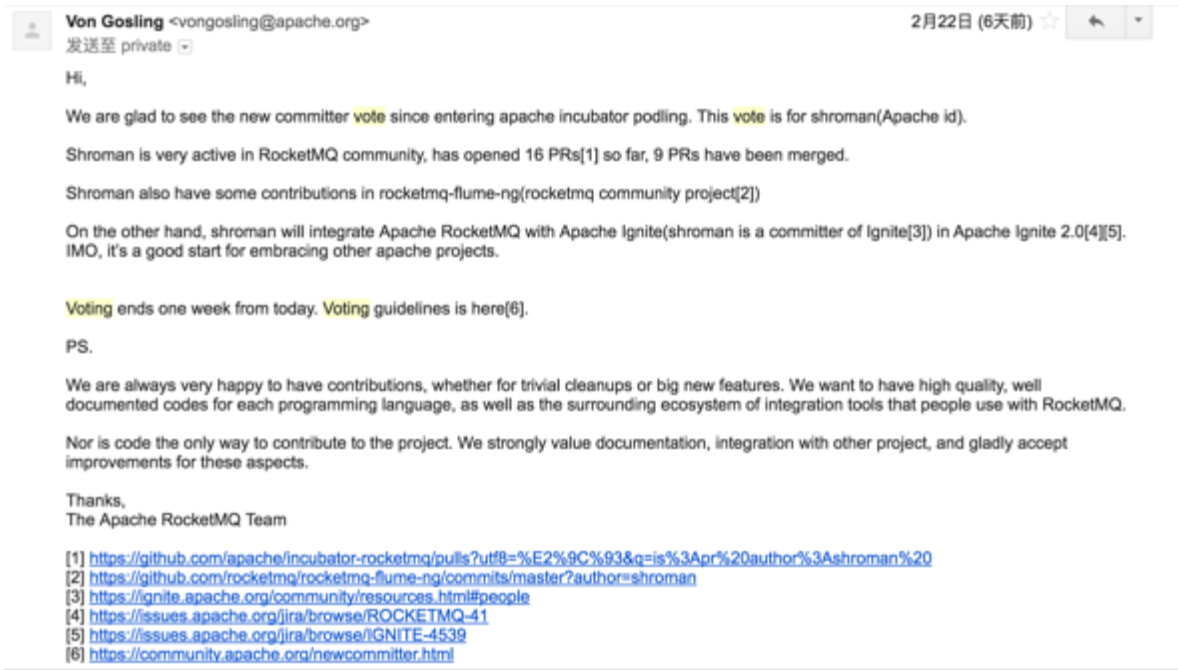 Von Gosling <vongosling@apache.org>
2月22日 (6天前)
发送至 private
Hi,
We are glad to see the new committer vote since entering apache incubator podling. This vote is for shroman(Apache id).
Shroman is very active in RocketMQ community, has opened 16 PRs[1] so far, 9 PRs have been merged.
Shroman also have some contributions in rocketmq-flume-ng(rocketmq community project[2])
On the other hand, shroman will integrate Apache RocketMQ with Apache Ignite(shroman is a committer of Ignite[3]) in Apache Ignite 2.0[4][5].
IMO, it's a good start for embracing other apache projects.
Voting ends one week from today. Voting guidelines is here[6].
PS.
We are always very happy to have contributions, whether for trivial cleanups or big new features. We want to have high quality, well
documented codes for each programming language, as well as the surrounding ecosystem of integration tools that people use with RocketMQ.
Nor is code the only way to contribute to the project. We strongly value documentation, integration with other project, and gladly accept
improvements for these aspects.
Thanks,
The Apache RocketMQ Team
[1] https://github.com/apache/incubator-rocketmq/pulls?utf8=%E2%9C%93&q=is%3Apr%20author%3Ashroman%20
[2] https://github.com/rocketmq/rocketmq-flume-ng/commits/master?author=shroman
[3] https://ignite.apache.org/community/resources.html#people
[4] https://issues.apache.org/jira/browse/ROCKETMQ-41
[5] https://issues.apache.org/jira/browse/IGNITE-4539
[6] https://community.apache.org/newcommitter.html